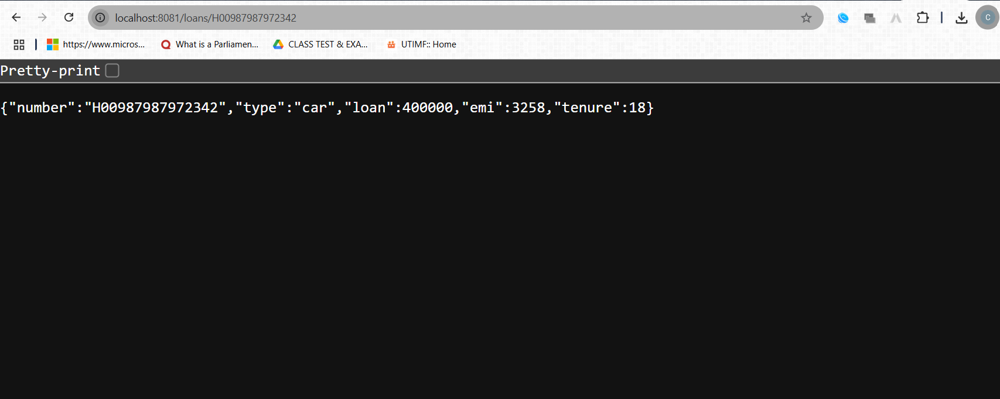 localhost:8081/loans/H00987987972342
https://www.micros... What is a Parliamen... CLASS TEST & EXA... UTIMF:: Home
C
Pretty-print
{"number":"H00987987972342","type":"car","loan":400000,"emi":3258,"tenure":18}